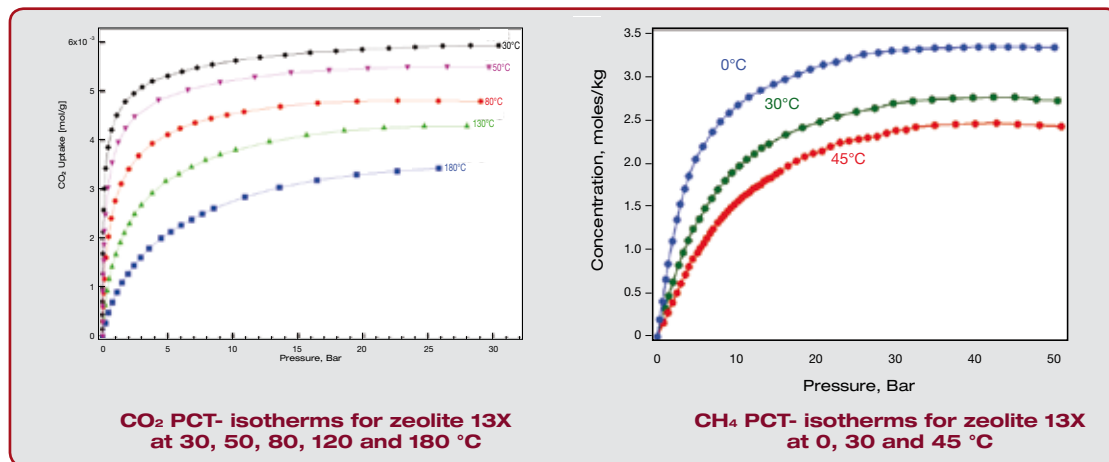 6x10⁻³
5
4
3
2
1
0
CO₂ Uptake [mol/g]
30°C
50°C
80°C
130°C
180°C
0 5 10 15 20 25 30
Pressure, Bar
CO₂ PCT- isotherms for zeolite 13X
at 30, 50, 80, 120 and 180 °C
3.5
3.0
2.5
2.0
1.5
1.0
0.5
0
Concentration, moles/kg
0°C
30°C
45°C
0 10 20 30 40 50
Pressure, Bar
CH₄ PCT- isotherms for zeolite 13X
at 0, 30 and 45 °C